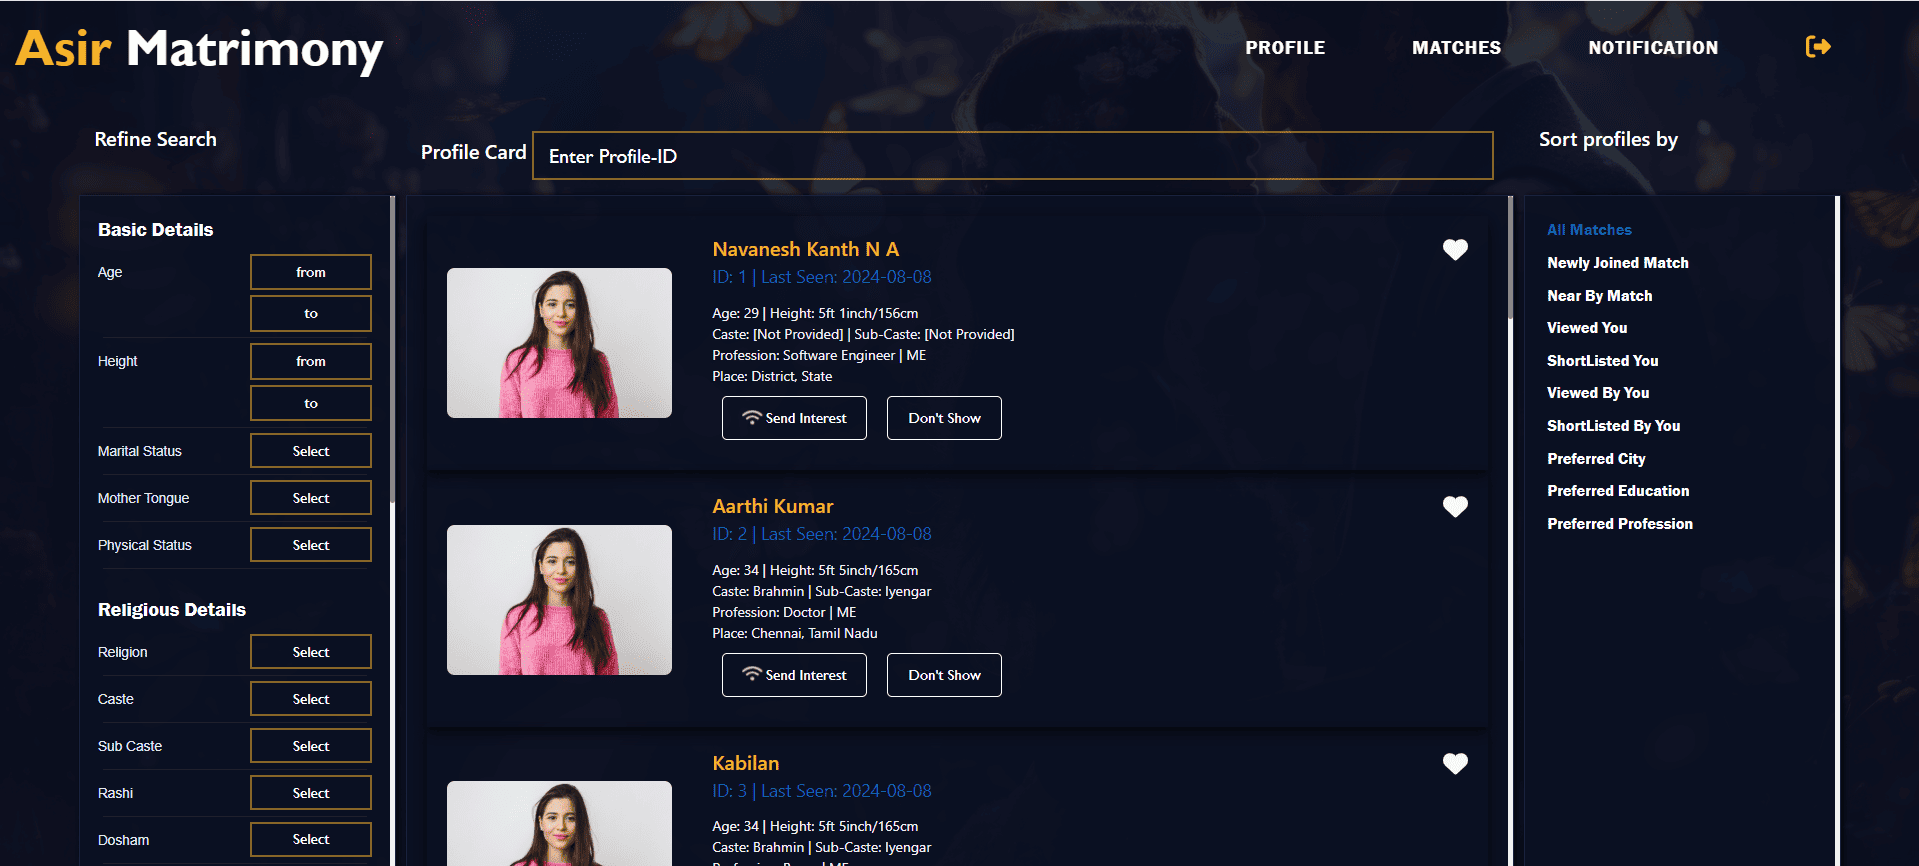 Asir Matrimony
PROFILE
MATCHES
NOTIFICATION
Refine Search
Profile Card
Enter Profile-ID
Sort profiles by
Basic Details
Age
from
to
Height
from
to
Marital Status
Select
Mother Tongue
Select
Physical Status
Select
Religious Details
Religion
Select
Caste
Select
Sub Caste
Select
Rashi
Select
Dosham
Select
Navanesh Kanth N A
ID: 1 | Last Seen: 2024-08-08
Age: 29 | Height: 5ft 1inch/156cm
Caste: [Not Provided] | Sub-Caste: [Not Provided]
Profession: Software Engineer | ME
Place: District, State
Send Interest
Don't Show
Aarthi Kumar
ID: 2 | Last Seen: 2024-08-08
Age: 34 | Height: 5ft 5inch/165cm
Caste: Brahmin | Sub-Caste: Iyengar
Profession: Doctor | ME
Place: Chennai, Tamil Nadu
Send Interest
Don't Show
Kabilan
ID: 3 | Last Seen: 2024-08-08
Age: 34 | Height: 5ft 5inch/165cm
Caste: Brahmin | Sub-Caste: Iyengar
All Matches
Newly Joined Match
Near By Match
Viewed You
ShortListed You
Viewed By You
ShortListed By You
Preferred City
Preferred Education
Preferred Profession